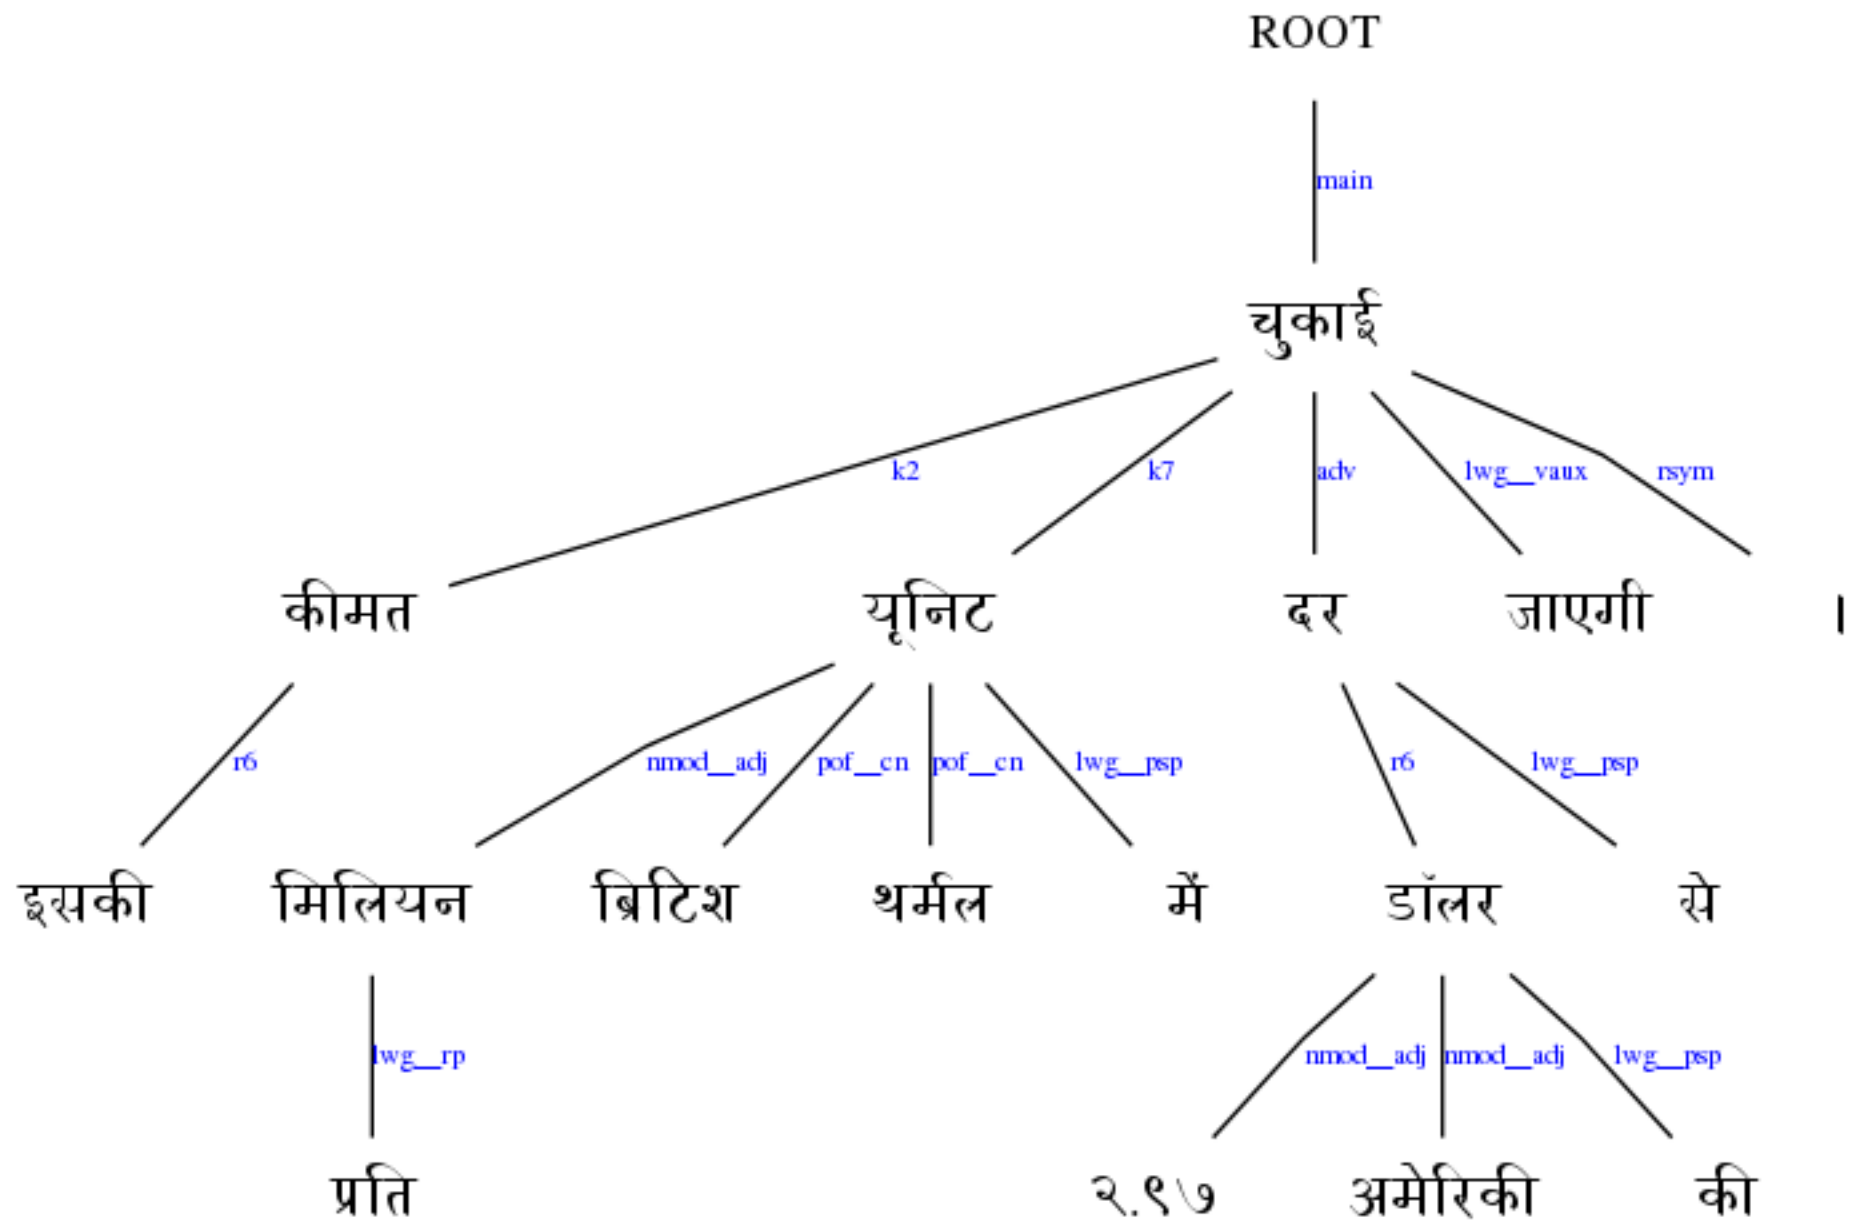 ROOT
main
चुकाई
k2 k7 adv lwg__vaux rsym
कीमत यूनिट दर जाएगी ।
r6 nmod__adj pof__cn pof__cn lwg__psp r6 lwg__psp
इसकी मिलियन ब्रिटिश थर्मल में डॉलर से
lwg__rp nmod__adj nmod__adj lwg__psp
प्रति २.९७ अमेरिकी की